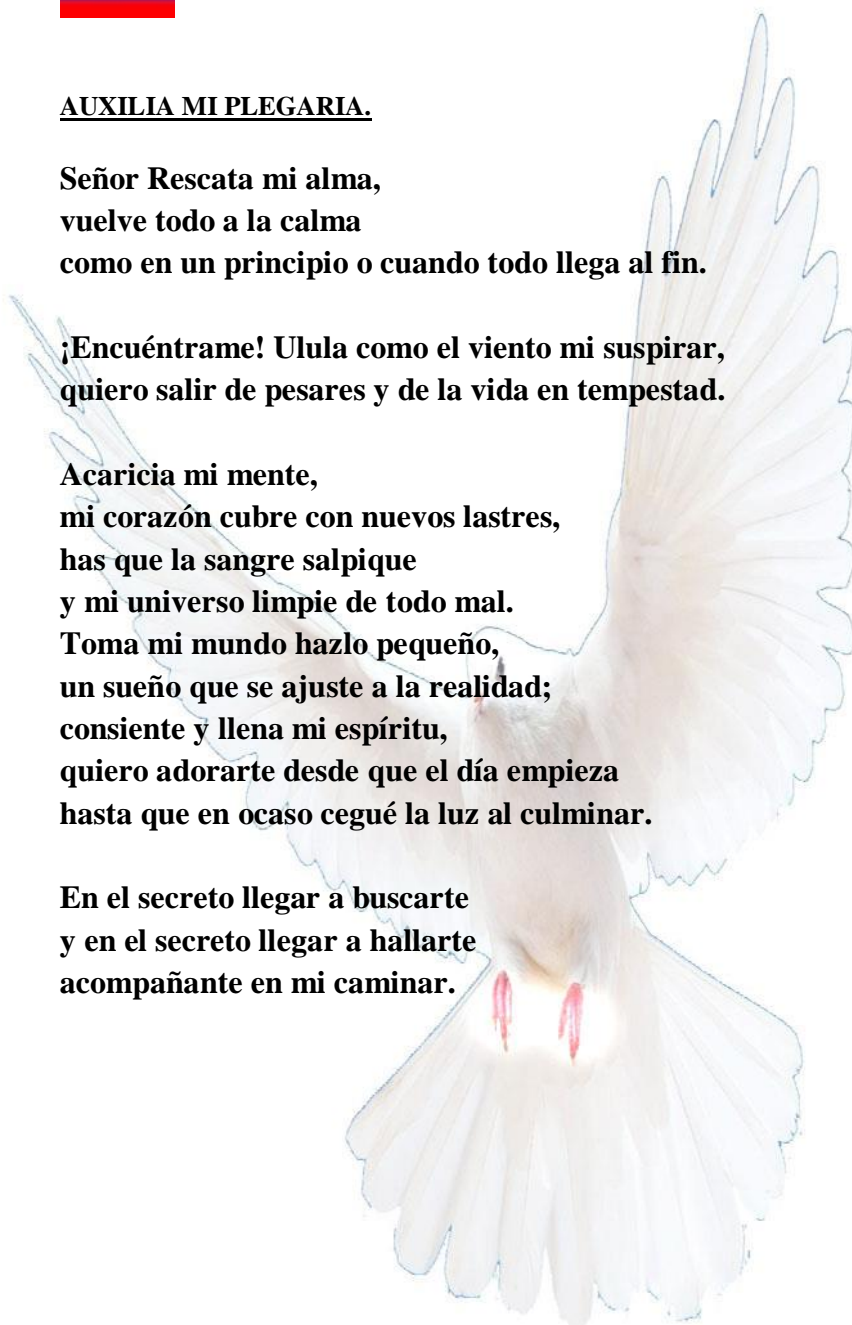 AUXILIA MI PLEGARIA.
Señor Rescata mi alma,
vuelve todo a la calma
como en un principio o cuando todo llega al fin.
¡Encuéntrame! Ulula como el viento mi suspirar,
quiero salir de pesares y de la vida en tempestad.
Acaricia mi mente,
mi corazón cubre con nuevos lastres,
has que la sangre salpique
y mi universo limpie de todo mal.
Toma mi mundo hazlo pequeño,
un sueño que se ajuste a la realidad;
consiente y llena mi espíritu,
quiero adorarte desde que el día empieza
hasta que en ocaso cegué la luz al culminar.
En el secreto llegar a buscarte
y en el secreto llegar a hallarte
acompañante en mi caminar.